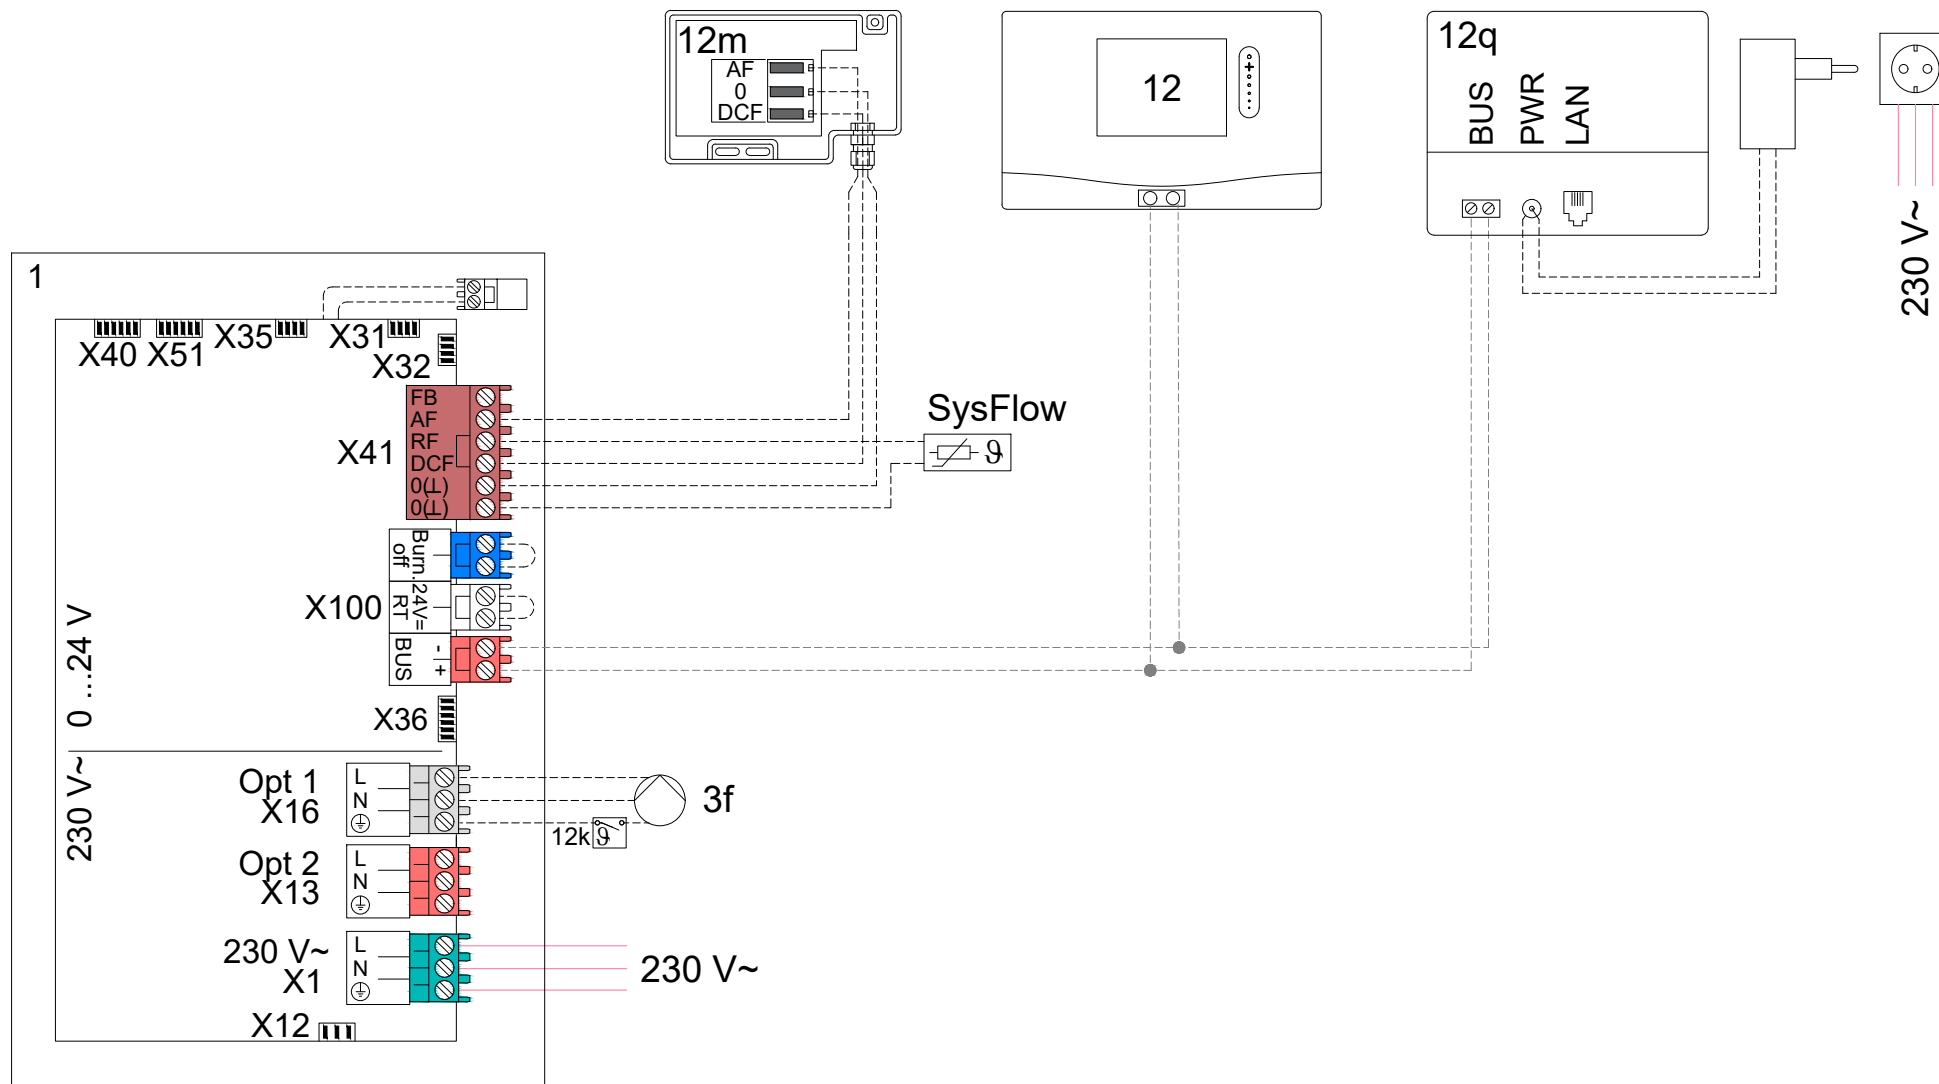 12m
AF
0
DCF
12
12q
BUS
PWR
LAN
230 V~
1
X40
X51
X35
X31
X32
FB
AF
RF
DCF
0(⊥)
0(⊥)
X41
SysFlow
ϑ
Burn.
off
24V=
RT
X100
BUS
-
+
0 ...24 V
X36
230 V~
Opt 1
X16
L
N
3f
12k
ϑ
Opt 2
X13
L
N
230 V~
X1
L
N
230 V~
X12